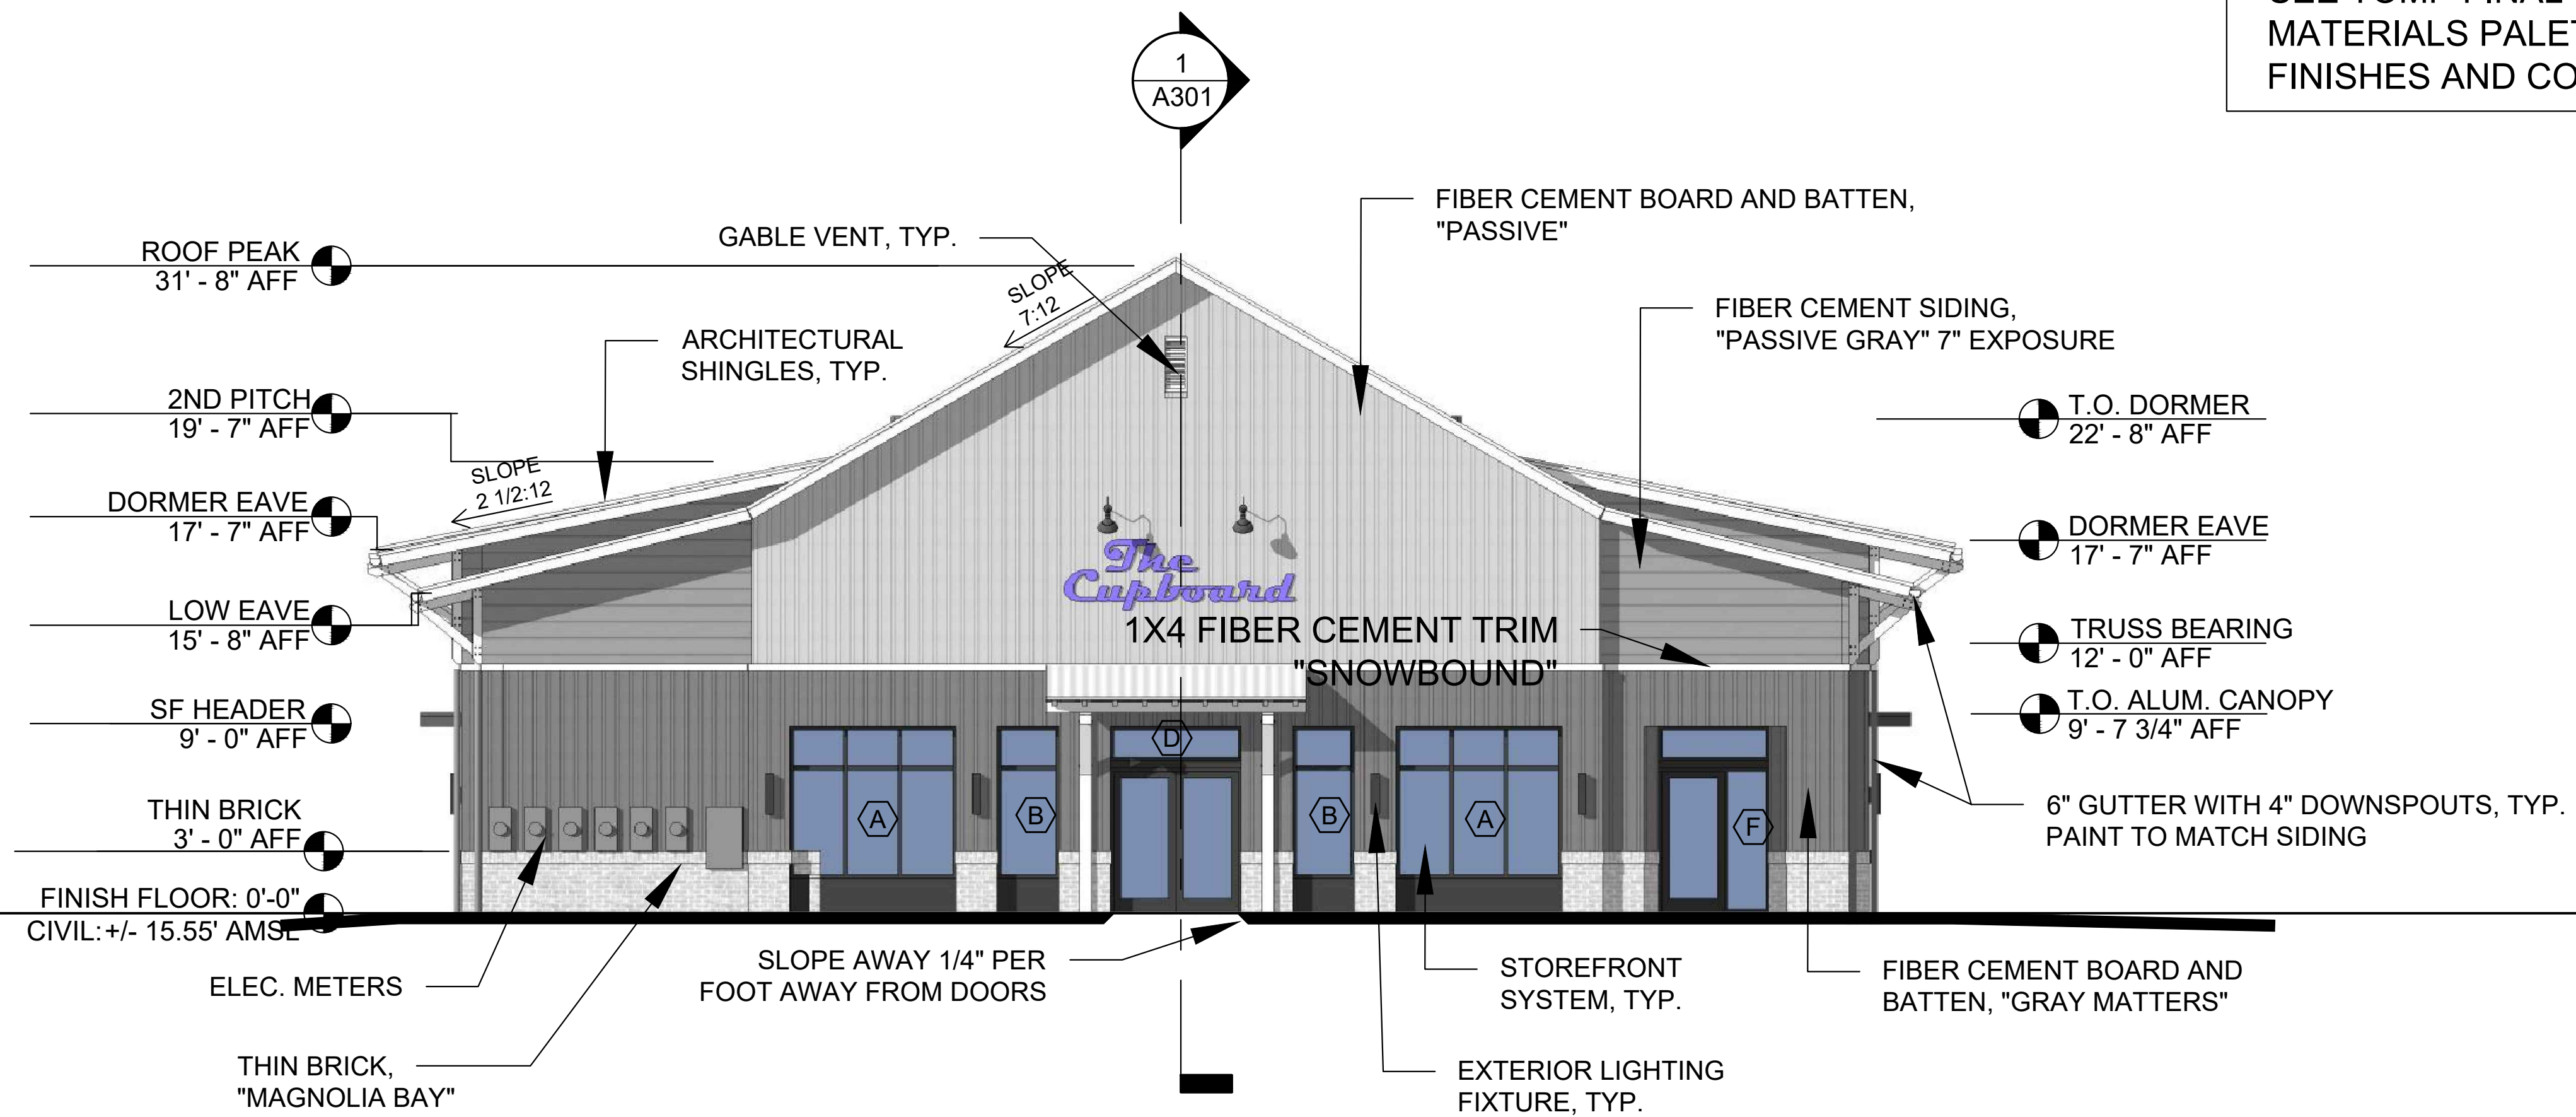 MATERIALS PALET
FINISHES AND CO
1
A301
FIBER CEMENT BOARD AND BATTEN,
"PASSIVE"
GABLE VENT, TYP.
ROOF PEAK
31' - 8" AFF
SLOPE
7:12
FIBER CEMENT SIDING,
"PASSIVE GRAY" 7" EXPOSURE
ARCHITECTURAL
SHINGLES, TYP.
2ND PITCH
19' - 7" AFF
T.O. DORMER
22' - 8" AFF
SLOPE
2 1/2:12
DORMER EAVE
17' - 7" AFF
DORMER EAVE
17' - 7" AFF
The
Cupboard
LOW EAVE
15' - 8" AFF
1X4 FIBER CEMENT TRIM
"SNOWBOUND"
TRUSS BEARING
12' - 0" AFF
SF HEADER
9' - 0" AFF
T.O. ALUM. CANOPY
9' - 7 3/4" AFF
D
A
B
B
A
F
THIN BRICK
3' - 0" AFF
6" GUTTER WITH 4" DOWNSPOUTS, TYP.
PAINT TO MATCH SIDING
FINISH FLOOR: 0'-0"
CIVIL:+/- 15.55' AMSL
ELEC. METERS
SLOPE AWAY 1/4" PER
FOOT AWAY FROM DOORS
STOREFRONT
SYSTEM, TYP.
FIBER CEMENT BOARD AND
BATTEN, "GRAY MATTERS"
THIN BRICK,
"MAGNOLIA BAY"
EXTERIOR LIGHTING
FIXTURE, TYP.